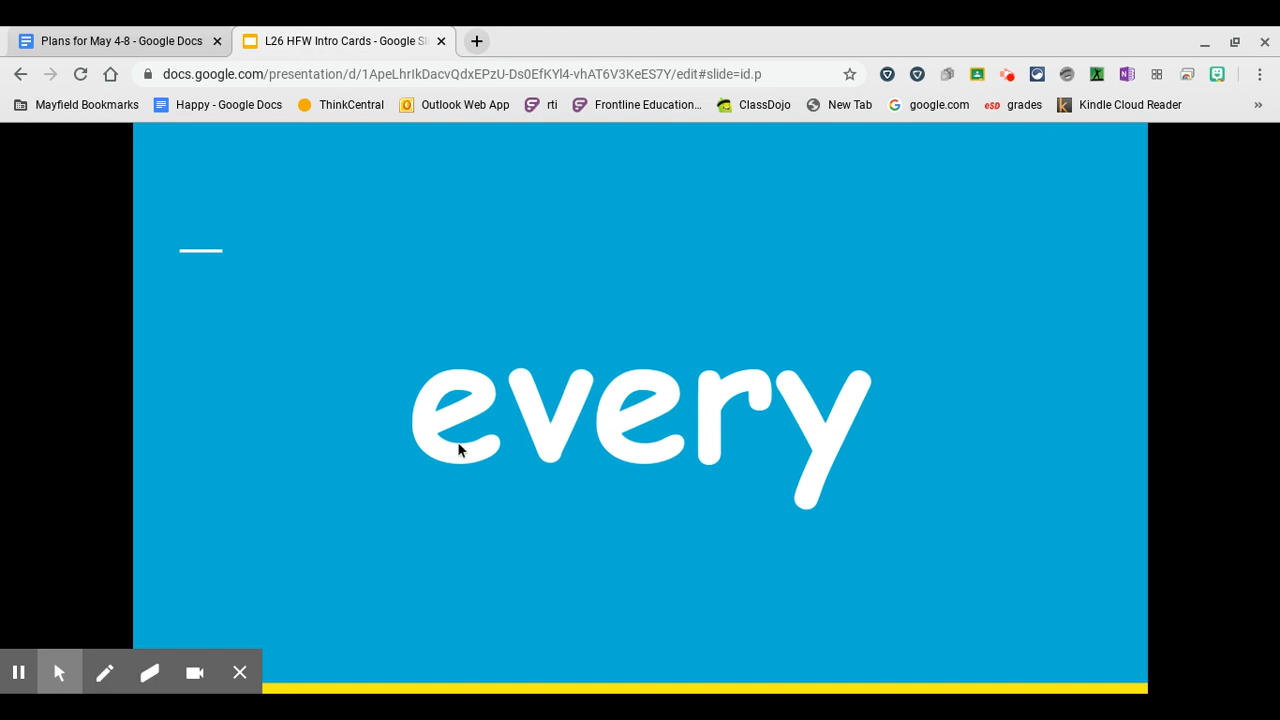 Plans for May 4-8 - Google Docs
L26 HFW Intro Cards - Google Sl
docs.google.com/presentation/d/1ApeLhrIkDacvQdxEPzU-Ds0EfKYl4-vhAT6V3KeES7Y/edit#slide=id.p
Mayfield Bookmarks Happy - Google Docs ThinkCentral Outlook Web App rti Frontline Education... ClassDojo New Tab google.com esd grades Kindle Cloud Reader »
every